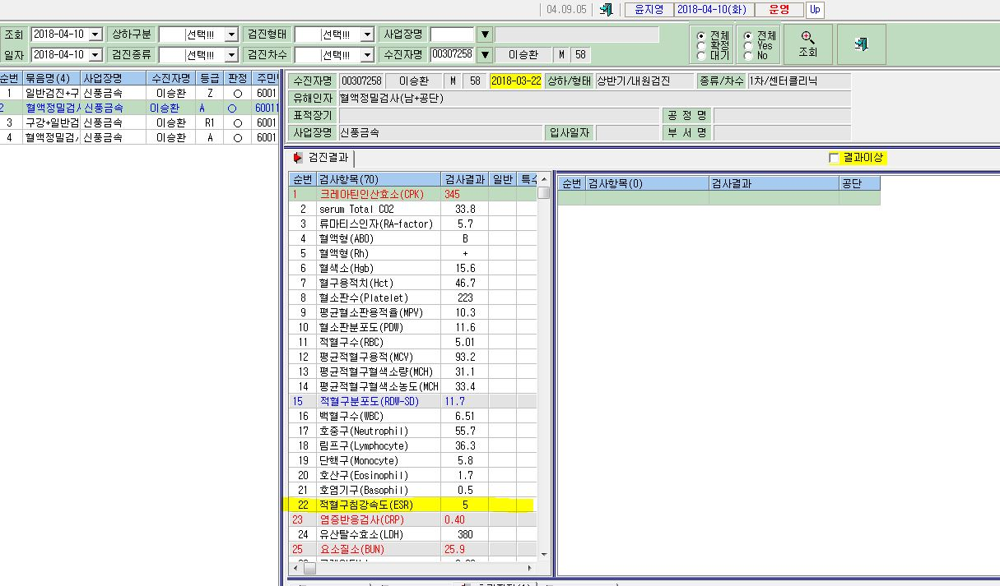 04.09.05 윤지영 2018-04-10(화) 운영 Up
조회 2018-04-10 상하구분 선택!!! 검진형태 선택!!! 사업장명 전체 확정 대기 전체 Yes No 조회
일자 2018-04-10 검진종류 선택!!! 검진차수 선택!!! 수진자명 00307258 이승환 M 58
순번 묶음명(4) 사업장명 수진자명 등급 판정 주민번
1 일반검진+구 신풍금속 이승환 Z ○ 6001
2 혈액정밀검사 신풍금속 이승환 A ○ 60011
3 구강+일반검 신풍금속 이승환 R1 ○ 6001
4 혈액정밀검사 신풍금속 이승환 A ○ 6001
수진자명 00307258 이승환 M 58 2018-03-22 상하/형태 상반기/내원검진 종류/차수 1차/센터클리닉
유해인자 혈액정밀검사(남+공단)
표적장기 공 정 명
사업장명 신풍금속 입사일자 부 서 명
검진결과 결과이상
순번 검사항목(70) 검사결과 일반 특수
1 크레아틴인산효소(CPK) 345
2 serum Total CO2 33.8
3 류마티스인자(RA-factor) 5.7
4 혈액형(ABO) B
5 혈액형(Rh) +
6 혈색소(Hgb) 15.6
7 혈구용적치(Hct) 46.7
8 혈소판수(Platelet) 223
9 평균혈소판용적율(MPV) 10.3
10 혈소판분포도(PDW) 11.6
11 적혈구수(RBC) 5.01
12 평균적혈구용적(MCV) 93.2
13 평균적혈구혈색소량(MCH) 31.1
14 평균적혈구혈색소농도(MCH 33.4
15 적혈구분포도(RDW-SD) 11.7
16 백혈구수(WBC) 6.51
17 호중구(Neutrophil) 55.7
18 림프구(Lymphocyte) 36.3
19 단핵구(Monocyte) 5.8
20 호산구(Eosinophil) 1.7
21 호염기구(Basophil) 0.5
22 적혈구침강속도(ESR) 5
23 염증반응검사(CRP) 0.40
24 유산탈수효소(LDH) 380
25 요소질소(BUN) 25.9
순번 검사항목(0) 검사결과 공단